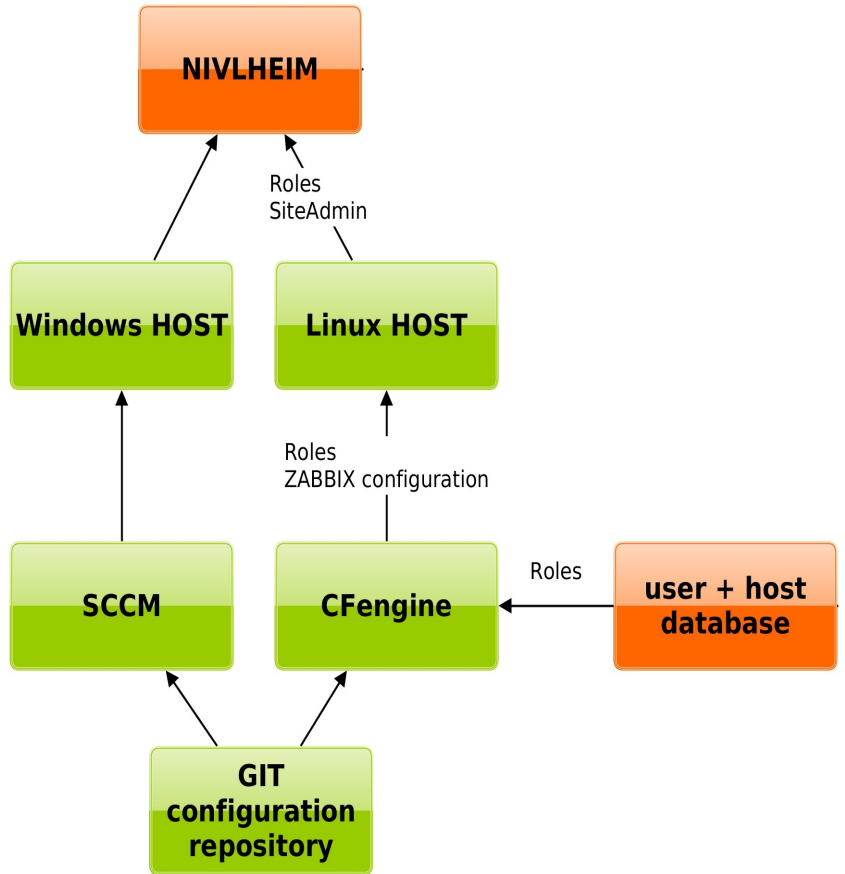 NIVLHEIM
Roles
SiteAdmin
Windows HOST
Linux HOST
Roles
ZABBIX configuration
SCCM
CFengine
Roles
user + host
database
GIT
configuration
repository